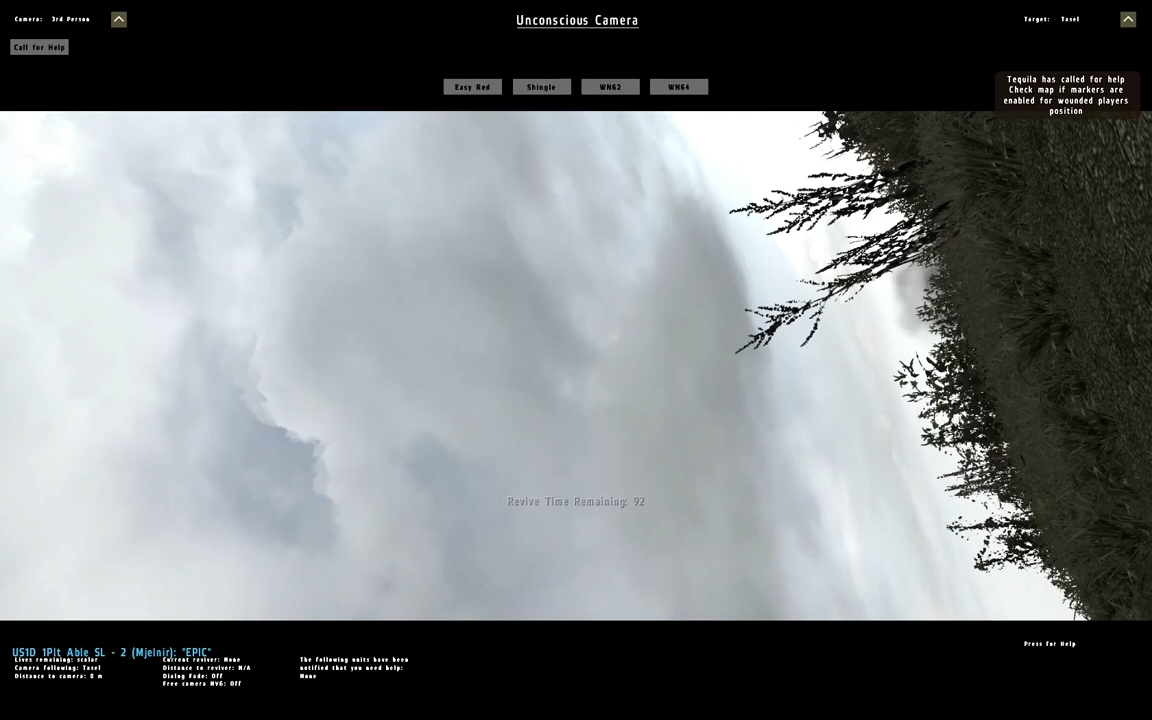 Camera: 3rd Person
Unconscious Camera
Target: Tasel
Call for Help
Easy Red
Shingle
WN62
WN64
Tequila has called for help
Check map if markers are
enabled for wounded players
position
Revive Time Remaining: 92
US1D 1Plt Able SL - 2 (Mjelnir): "EPIC"
Lives remaining: scalar
Camera following: Tasel
Distance to camera: 0 m
Current reviver: None
Distance to reviver: N/A
Dialog Fade: Off
Free camera NVG: Off
The following units have been
notified that you need help:
None
Press for Help